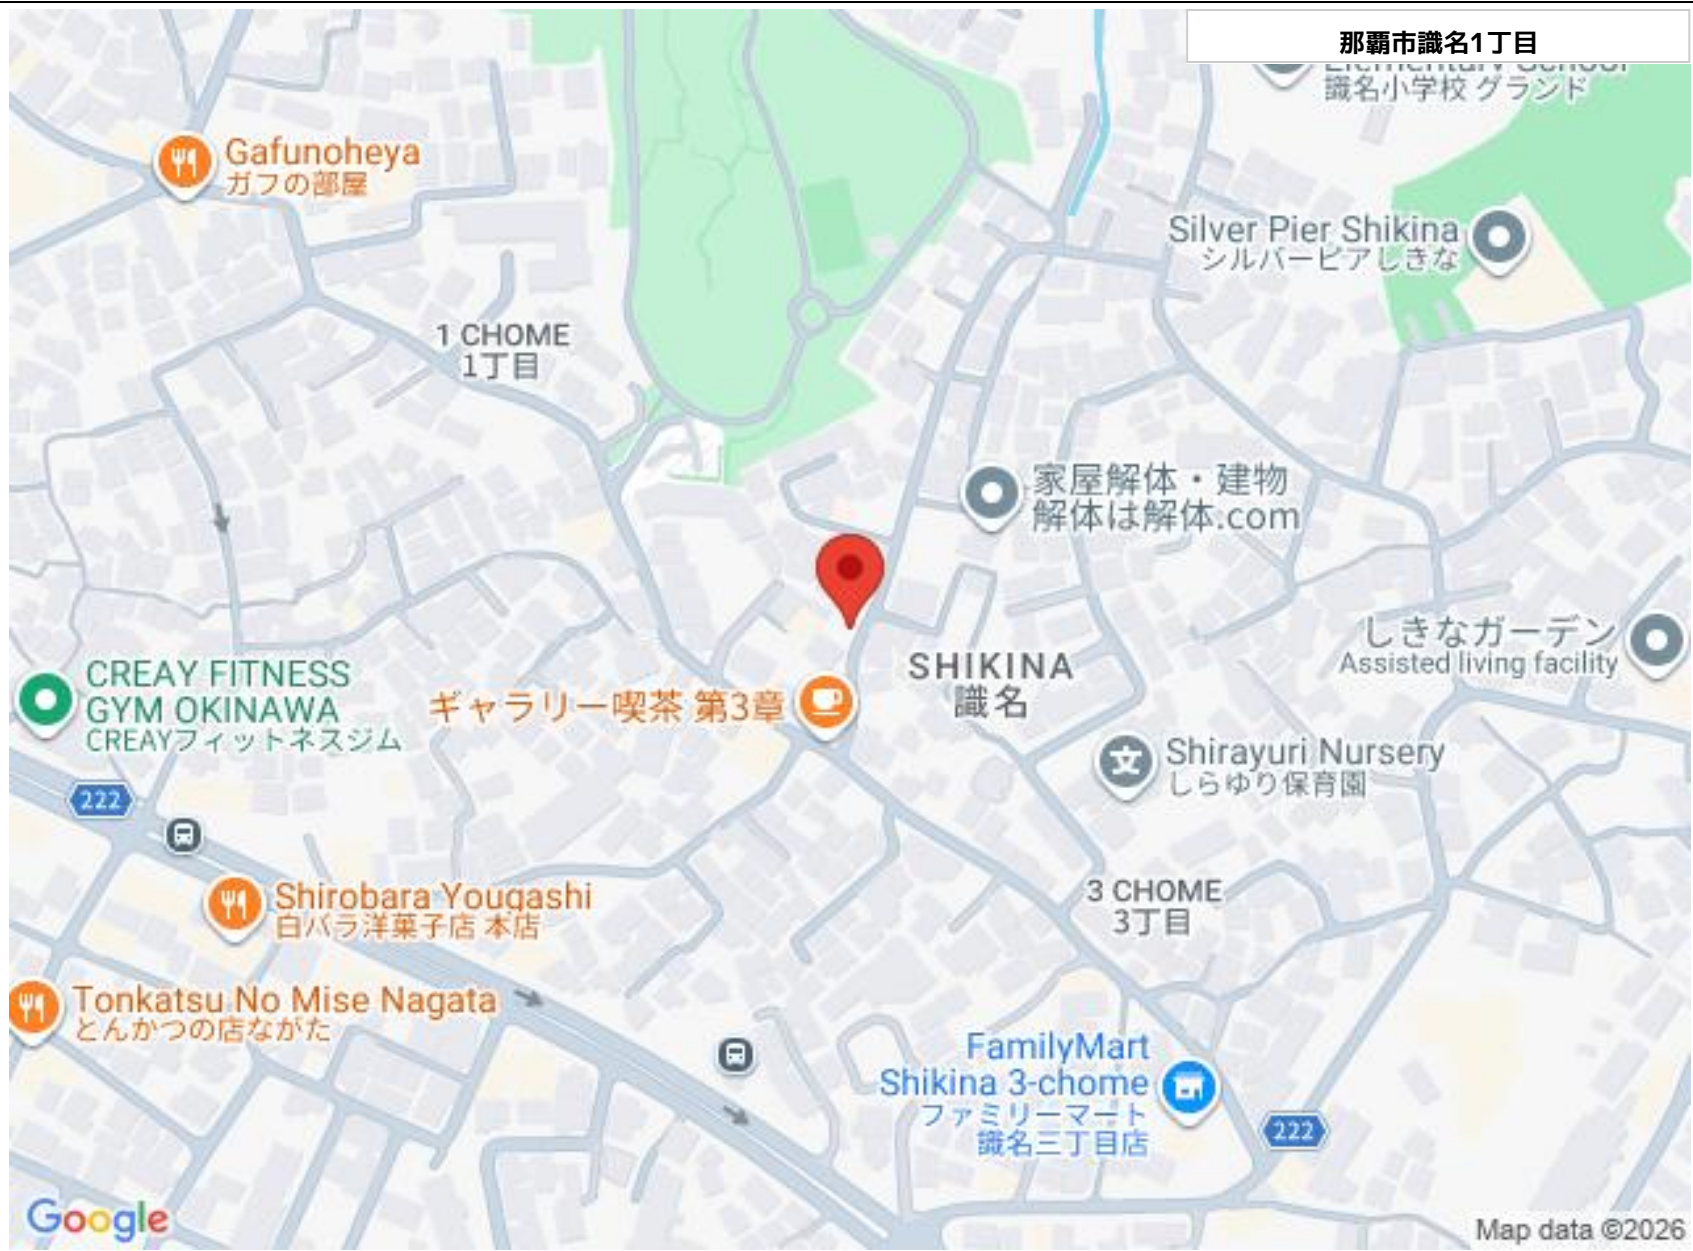 那覇市識名1丁目
識名小学校 グランド
Gafunoheya
ガフの部屋
Silver Pier Shikina
シルバーピアしきな
1 CHOME
1丁目
家屋解体・建物
解体は解体.com
しきなガーデン
Assisted living facility
SHIKINA
識名
CREAY FITNESS
GYM OKINAWA
CREAYフィットネスジム
ギャラリー喫茶 第3章
文
Shirayuri Nursery
しらゆり保育園
222
Shirobara Yougashi
白バラ洋菓子店 本店
3 CHOME
3丁目
Tonkatsu No Mise Nagata
とんかつの店ながた
FamilyMart
Shikina 3-chome
ファミリーマート
識名三丁目店
222
Google
Map data ©2026